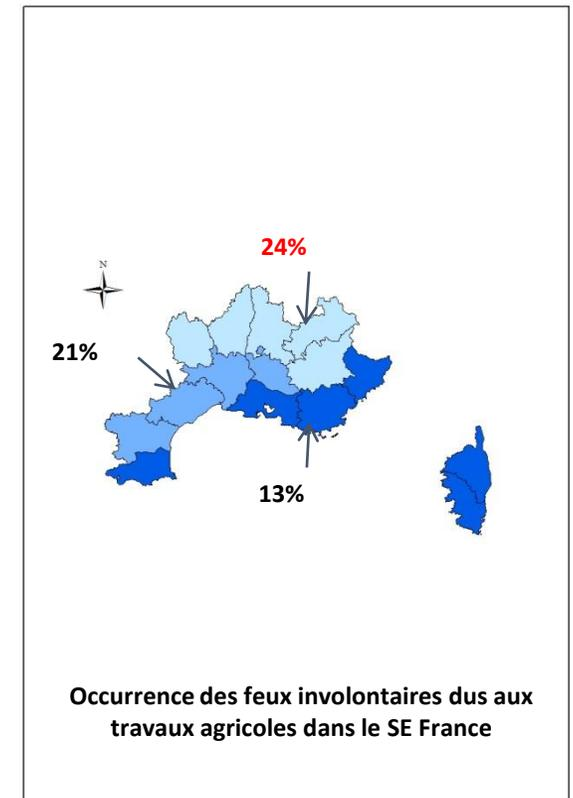 24%
N
21%
13%
Occurrence des feux involontaires dus aux
travaux agricoles dans le SE France